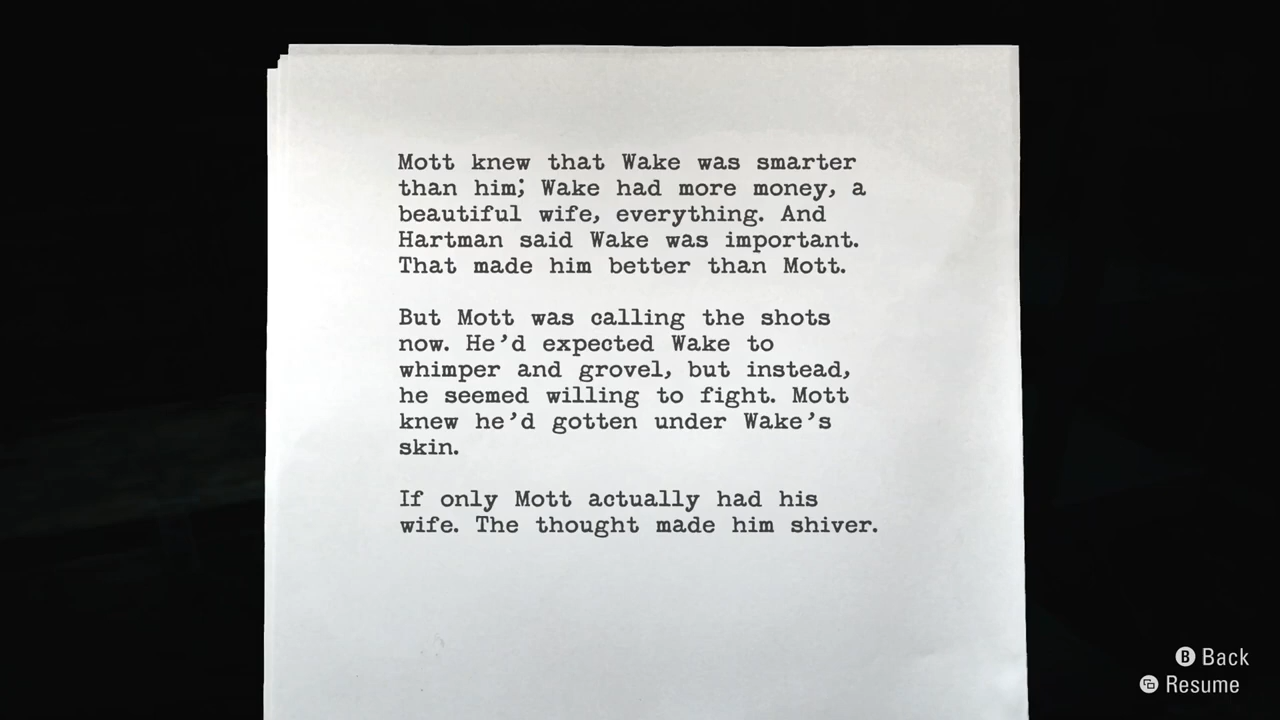 Mott knew that Wake was smarter
than him; Wake had more money, a
beautiful wife, everything. And
Hartman said Wake was important.
That made him better than Mott.
But Mott was calling the shots
now. He’d expected Wake to
whimper and grovel, but instead,
he seemed willing to fight. Mott
knew he’d gotten under Wake’s
skin.
If only Mott actually had his
wife. The thought made him shiver.
B Back
Resume